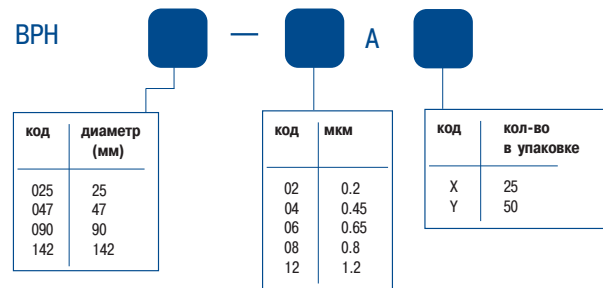 ВРН — А
код диаметр
(мм)
025 25
047 47
090 90
142 142
код мкм
02 0.2
04 0.45
06 0.65
08 0.8
12 1.2
код кол-во
в упаковке
X 25
Y 50